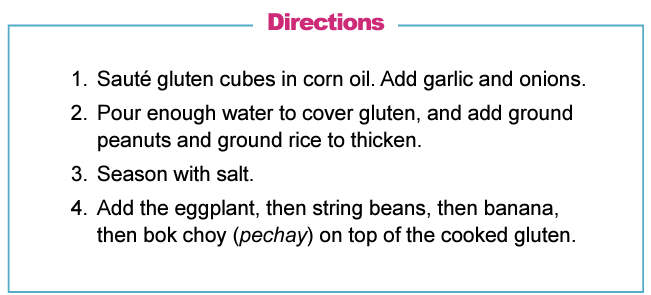 Directions
1. Sauté gluten cubes in corn oil. Add garlic and onions.
2. Pour enough water to cover gluten, and add ground
peanuts and ground rice to thicken.
3. Season with salt.
4. Add the eggplant, then string beans, then banana,
then bok choy (pechay) on top of the cooked gluten.